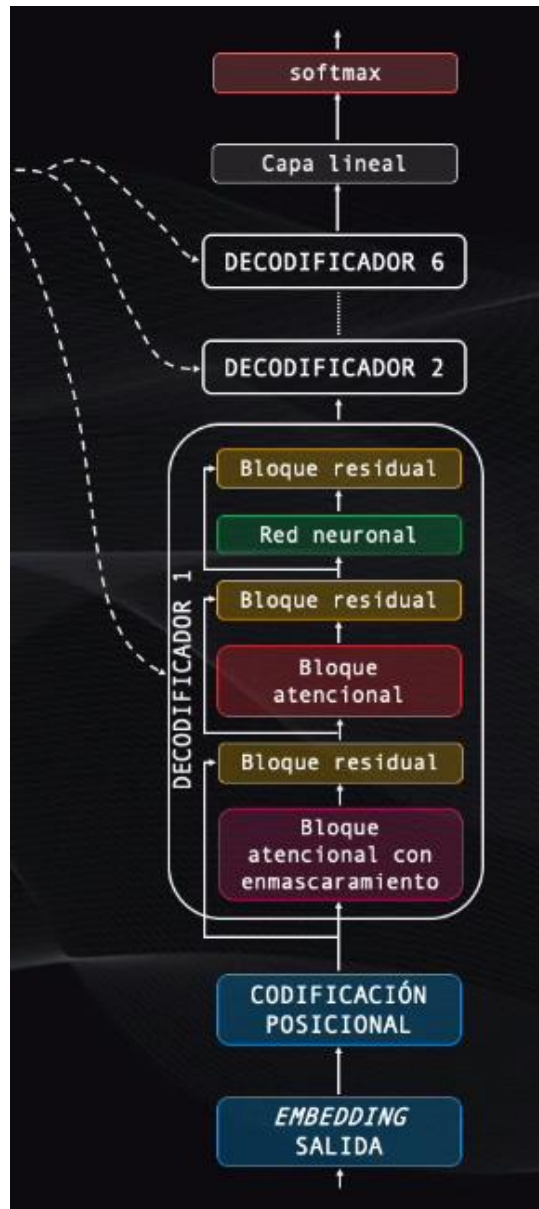 softmax
Capa lineal
DECODIFICADOR 6
DECODIFICADOR 2
DECODIFICADOR 1
Bloque residual
Red neuronal
Bloque residual
Bloque
atencional
Bloque residual
Bloque
atencional con
enmascaramiento
CODIFICACIÓN
POSICIONAL
EMBEDDING
SALIDA